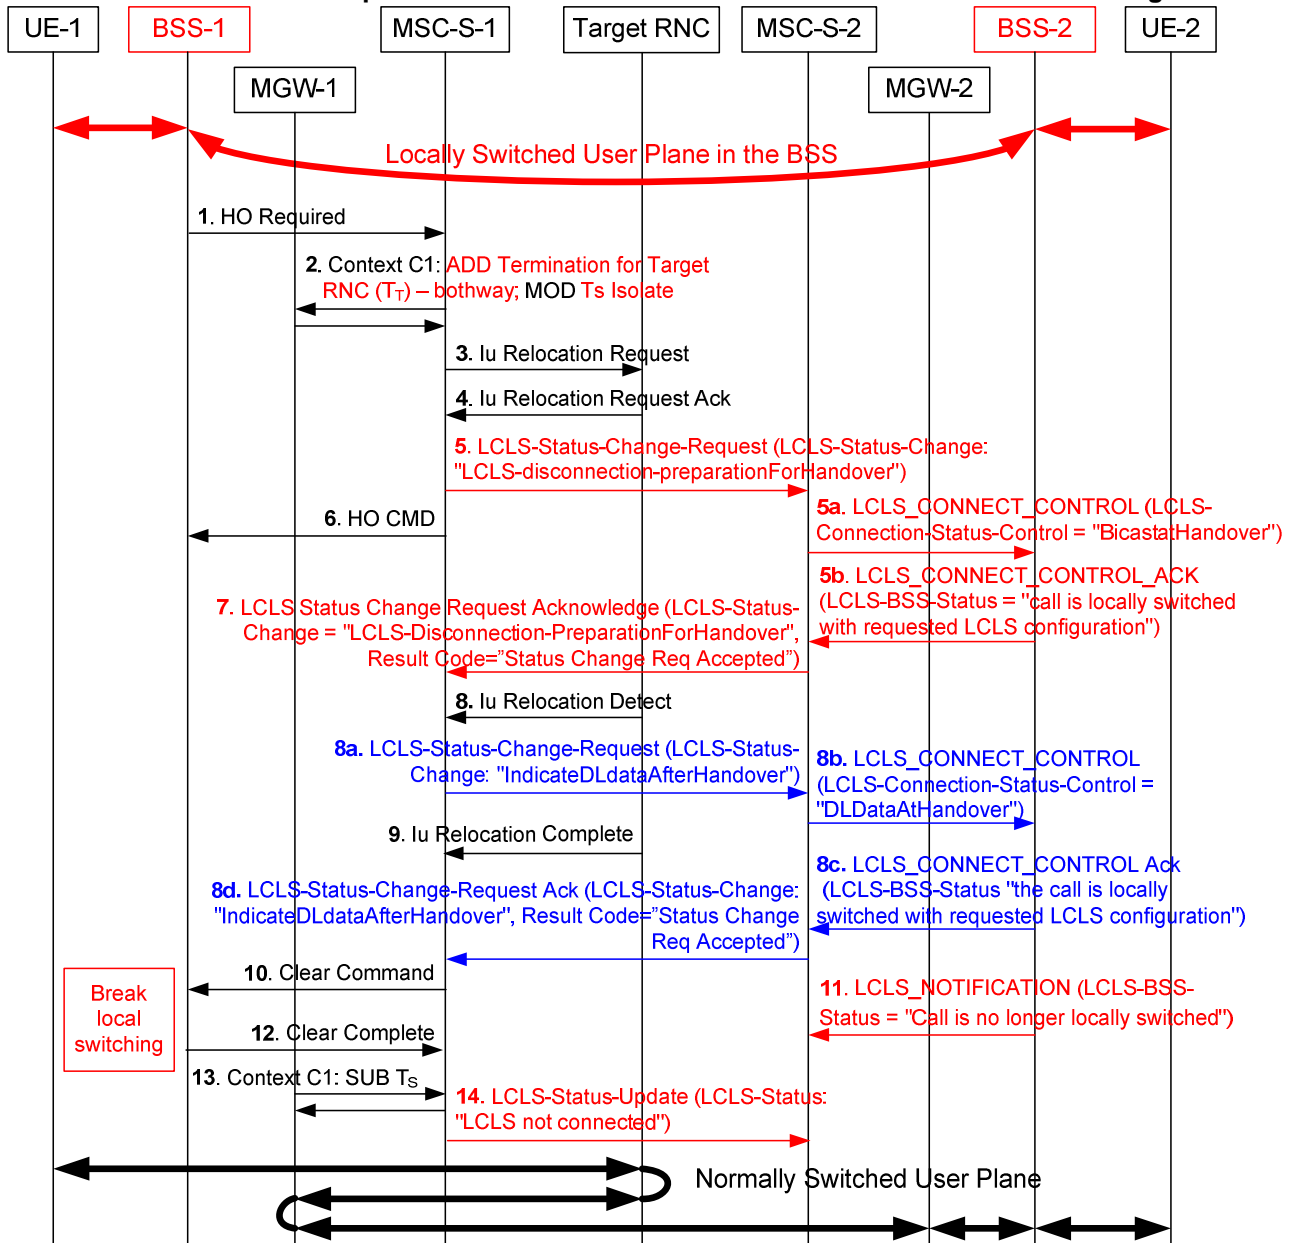 UE-1
BSS-1
MSC-S-1
Target RNC
MSC-S-2
BSS-2
UE-2
MGW-1
MGW-2
Locally Switched User Plane in the BSS
1. HO Required
2. Context C1: ADD Termination for Target
RNC (TT) – bothway; MOD Ts Isolate
3. Iu Relocation Request
4. Iu Relocation Request Ack
5. LCLS-Status-Change-Request (LCLS-Status-Change:
"LCLS-disconnection-preparationForHandover")
5a. LCLS_CONNECT_CONTROL (LCLS-
Connection-Status-Control = "BicastatHandover")
6. HO CMD
5b. LCLS_CONNECT_CONTROL_ACK
(LCLS-BSS-Status = "call is locally switched
with requested LCLS configuration")
7. LCLS Status Change Request Acknowledge (LCLS-Status-
Change = "LCLS-Disconnection-PreparationForHandover",
Result Code=”Status Change Req Accepted”)
8. Iu Relocation Detect
8a. LCLS-Status-Change-Request (LCLS-Status-
Change: "IndicateDLdataAfterHandover")
8b. LCLS_CONNECT_CONTROL
(LCLS-Connection-Status-Control =
"DLDataAtHandover")
9. Iu Relocation Complete
8c. LCLS_CONNECT_CONTROL Ack
(LCLS-BSS-Status "the call is locally
switched with requested LCLS configuration")
8d. LCLS-Status-Change-Request Ack (LCLS-Status-Change:
"IndicateDLdataAfterHandover", Result Code=”Status Change
Req Accepted”)
10. Clear Command
Break
local
switching
11. LCLS_NOTIFICATION (LCLS-BSS-
Status = "Call is no longer locally switched")
12. Clear Complete
13. Context C1: SUB TS
14. LCLS-Status-Update (LCLS-Status:
"LCLS not connected")
Normally Switched User Plane